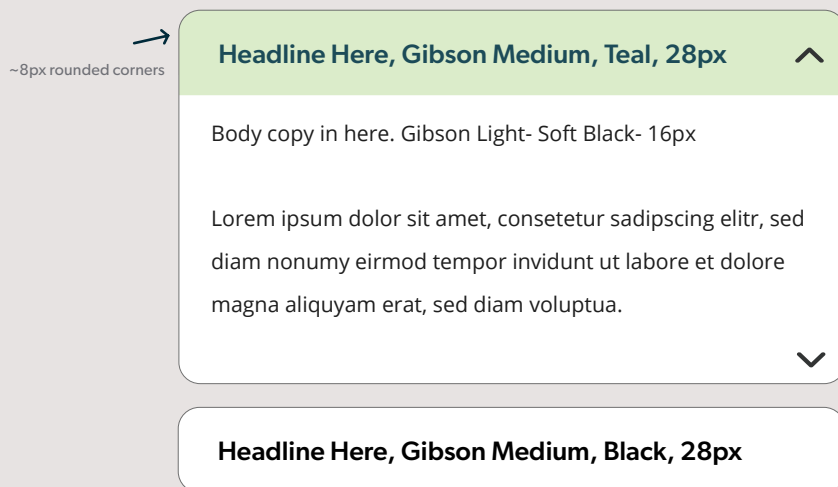 Headline Here, Gibson Medium, Teal, 28px
~8px rounded corners
Body copy in here. Gibson Light- Soft Black- 16px
Lorem ipsum dolor sit amet, consetetur sadipscing elitr, sed
diam nonumy eirmod tempor invidunt ut labore et dolore
magna aliquyam erat, sed diam voluptua.
Headline Here, Gibson Medium, Black, 28px